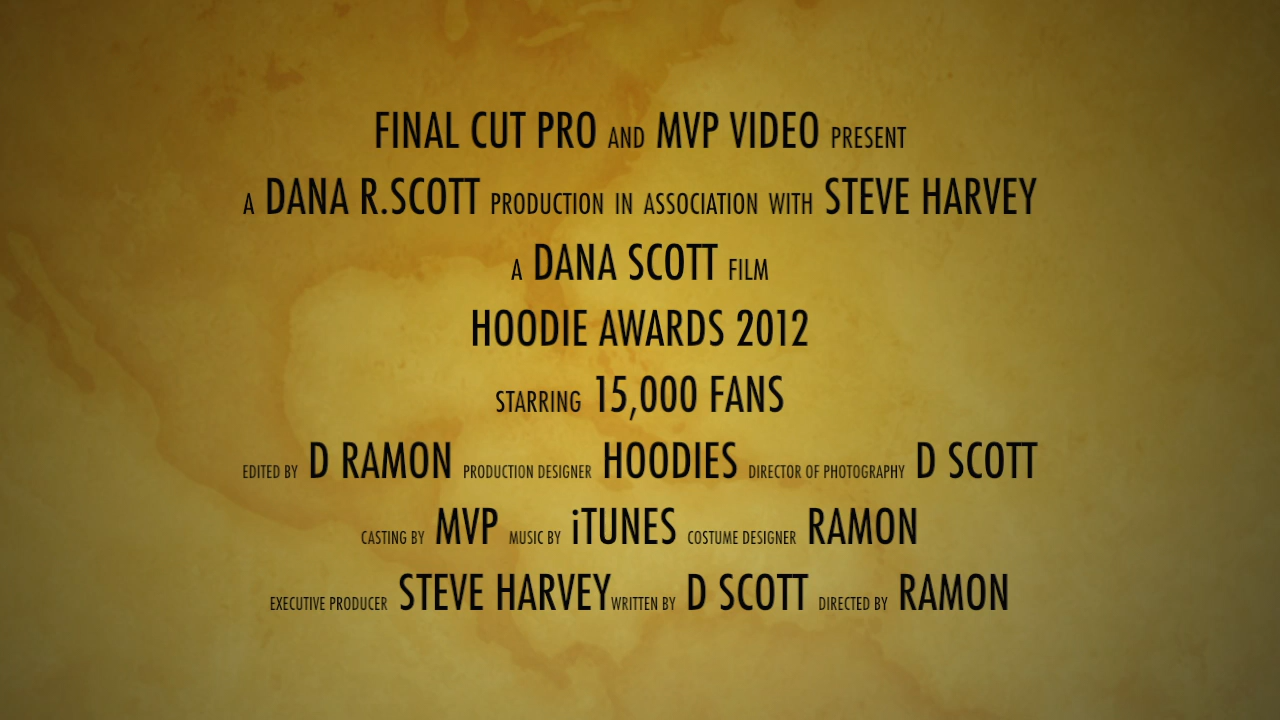 FINAL CUT PRO AND MVP VIDEO PRESENT
A DANA R.SCOTT PRODUCTION IN ASSOCIATION WITH STEVE HARVEY
A DANA SCOTT FILM
HOODIE AWARDS 2012
STARRING 15,000 FANS
EDITED BY D RAMON PRODUCTION DESIGNER HOODIES DIRECTOR OF PHOTOGRAPHY D SCOTT
CASTING BY MVP MUSIC BY iTUNES COSTUME DESIGNER RAMON
EXECUTIVE PRODUCER STEVE HARVEY WRITTEN BY D SCOTT DIRECTED BY RAMON